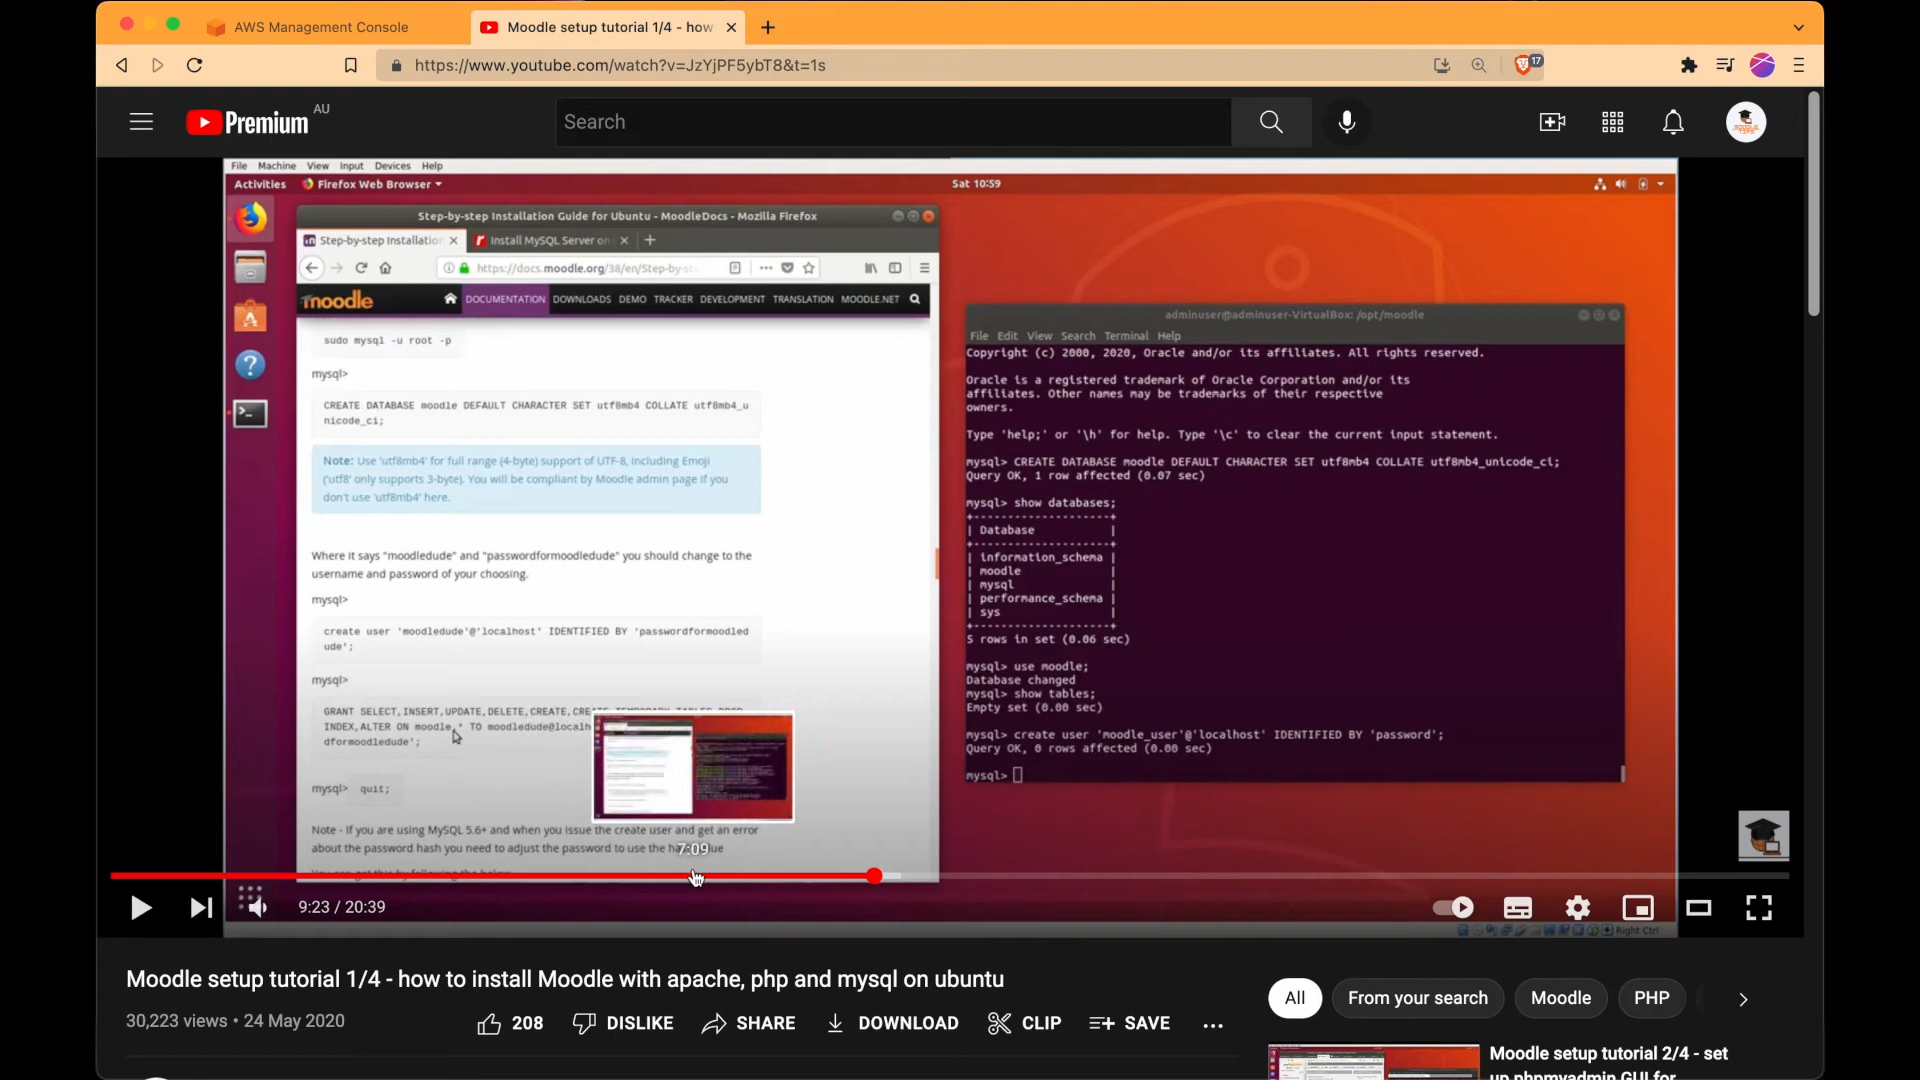 AWS Management Console
Moodle setup tutorial 1/4 - how
https://www.youtube.com/watch?v=JzYjPF5ybT8&t=1s
17
Premium AU
Search
File Machine View Input Devices Help
Activities Firefox Web Browser Sat 10:59
Step-by-step Installation Guide for Ubuntu - MoodleDocs - Mozilla Firefox
Step-by-step Installation Install MySQL Server on
https://docs.moodle.org/38/en/Step-by-st
moodle DOCUMENTATION DOWNLOADS DEMO TRACKER DEVELOPMENT TRANSLATION MOODLE.NET
sudo mysql -u root -p
mysql>
CREATE DATABASE moodle DEFAULT CHARACTER SET utf8mb4 COLLATE utf8mb4_u
nicode_ci;
Note: Use 'utf8mb4' for full range (4-byte) support of UTF-8, including Emoji
('utf8' only supports 3-byte). You will be compliant by Moodle admin page if you
don't use 'utf8mb4' here.
Where it says "moodledude" and "passwordformoodledude" you should change to the
username and password of your choosing.
mysql>
create user 'moodledude'@'localhost' IDENTIFIED BY 'passwordformoodled
ude';
mysql>
GRANT SELECT,INSERT,UPDATE,DELETE,CREATE,CREATE TEMPORARY TABLES,DROP,
INDEX,ALTER ON moodle.* TO moodledude@localh
dformoodledude';
mysql> quit;
Note - If you are using MySQL 5.6+ and when you issue the create user and get an error
about the password hash you need to adjust the password to use the
adminuser@adminuser-VirtualBox: /opt/moodle
File Edit View Search Terminal Help
Copyright (c) 2000, 2020, Oracle and/or its affiliates. All rights reserved.
Oracle is a registered trademark of Oracle Corporation and/or its
affiliates. Other names may be trademarks of their respective
owners.
Type 'help;' or '\h' for help. Type '\c' to clear the current input statement.
mysql> CREATE DATABASE moodle DEFAULT CHARACTER SET utf8mb4 COLLATE utf8mb4_unicode_ci;
Query OK, 1 row affected (0.07 sec)
mysql> show databases;
+--------------------+
| Database           |
+--------------------+
| information_schema |
| moodle             |
| mysql              |
| performance_schema |
| sys                |
+--------------------+
5 rows in set (0.06 sec)
mysql> use moodle;
Database changed
mysql> show tables;
Empty set (0.00 sec)
mysql> create user 'moodle_user'@'localhost' IDENTIFIED BY 'password';
Query OK, 0 rows affected (0.00 sec)
mysql>
7:09
9:23 / 20:39
Right Ctrl
Moodle setup tutorial 1/4 - how to install Moodle with apache, php and mysql on ubuntu
30,223 views • 24 May 2020
208 DISLIKE SHARE DOWNLOAD CLIP SAVE
All From your search Moodle PHP
Moodle setup tutorial 2/4 - set
up phpmyadmin GUI for